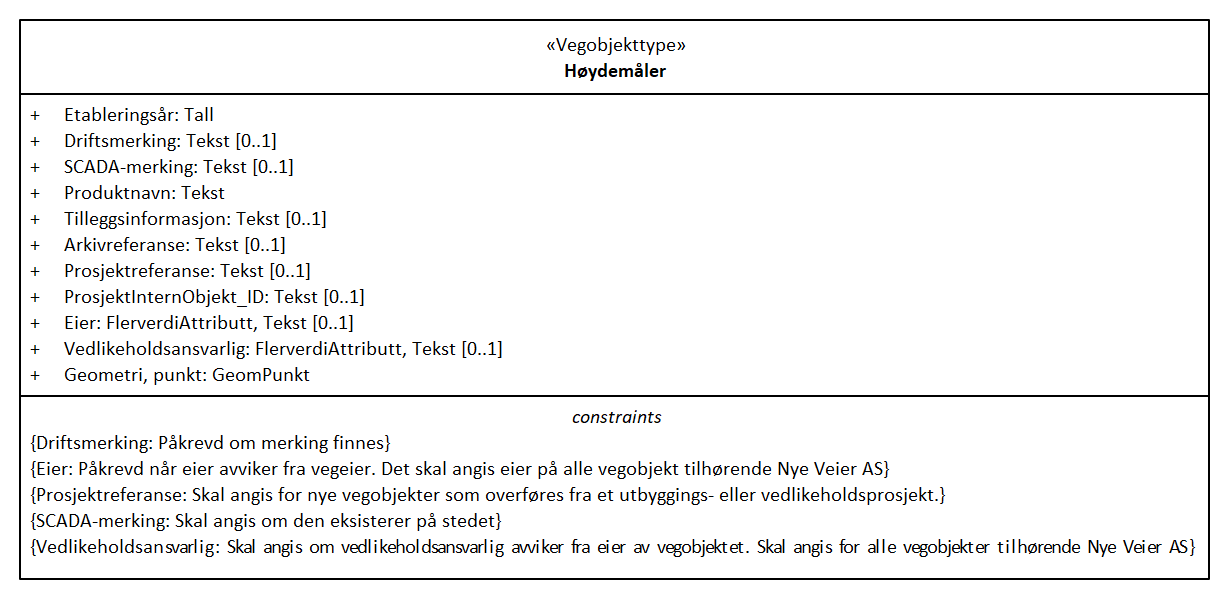 «Vegobjekttype»
Høydemåler
+ Etableringsår: Tall
+ Driftsmerking: Tekst [0..1]
+ SCADA-merking: Tekst [0..1]
+ Produktnavn: Tekst
+ Tilleggsinformasjon: Tekst [0..1]
+ Arkivreferanse: Tekst [0..1]
+ Prosjektreferanse: Tekst [0..1]
+ ProsjektInternObjekt_ID: Tekst [0..1]
+ Eier: FlerverdiAttributt, Tekst [0..1]
+ Vedlikeholdsansvarlig: FlerverdiAttributt, Tekst [0..1]
+ Geometri, punkt: GeomPunkt
constraints
{Driftsmerking: Påkrevd om merking finnes}
{Eier: Påkrevd når eier avviker fra vegeier. Det skal angis eier på alle vegobjekt tilhørende Nye Veier AS}
{Prosjektreferanse: Skal angis for nye vegobjekter som overføres fra et utbyggings- eller vedlikeholdsprosjekt.}
{SCADA-merking: Skal angis om den eksisterer på stedet}
{Vedlikeholdsansvarlig: Skal angis om vedlikeholdsansvarlig avviker fra eier av vegobjektet. Skal angis for alle vegobjekter tilhørende Nye Veier AS}